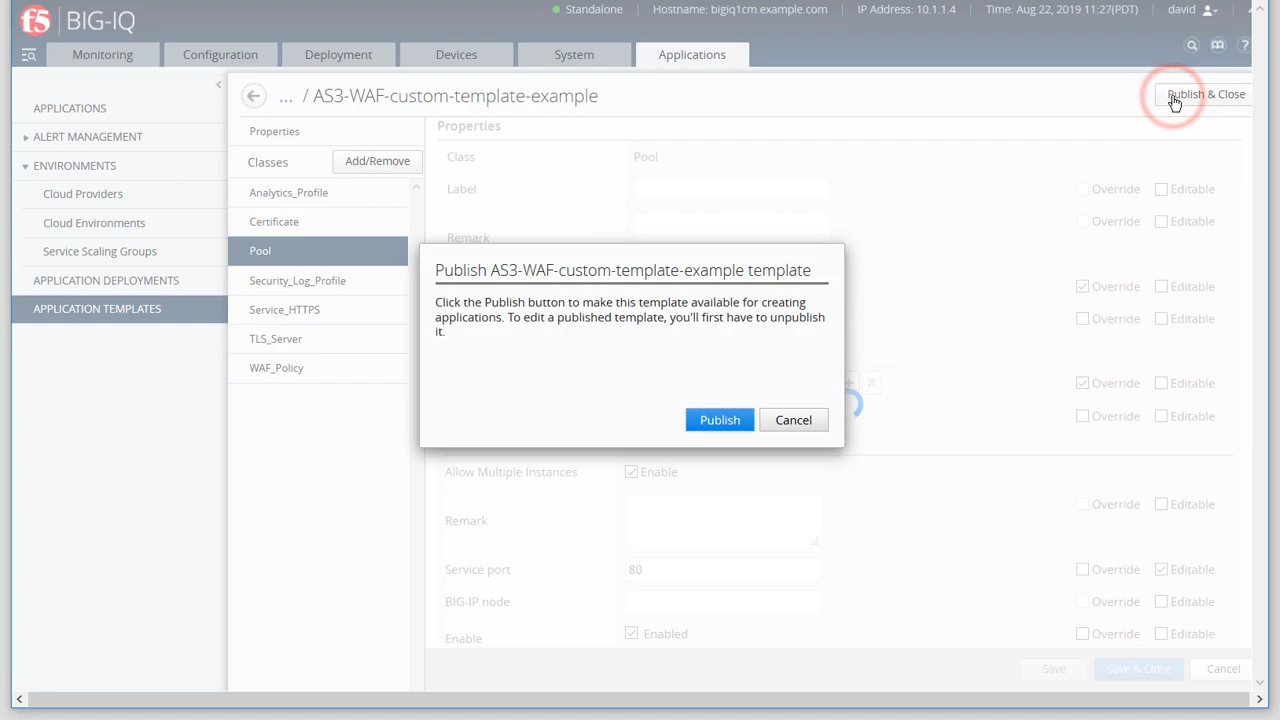 f5 BIG-IQ
Standalone
Hostname: bigiq1cm.example.com
IP Address: 10.1.1.4
Time: Aug 22, 2019 11:27(PDT)
david
Monitoring
Configuration
Deployment
Devices
System
Applications
?
APPLICATIONS
ALERT MANAGEMENT
ENVIRONMENTS
Cloud Providers
Cloud Environments
Service Scaling Groups
APPLICATION DEPLOYMENTS
APPLICATION TEMPLATES
... / AS3-WAF-custom-template-example
Publish & Close
Properties
Classes
Add/Remove
Analytics_Profile
Certificate
Pool
Security_Log_Profile
Service_HTTPS
TLS_Server
WAF_Policy
Properties
Class
Pool
Label
Override
Editable
Remark
Override
Editable
Override
Editable
Override
Editable
Override
Editable
Override
Editable
Publish AS3-WAF-custom-template-example template
Click the Publish button to make this template available for creating
applications. To edit a published template, you'll first have to unpublish
it.
Publish
Cancel
Allow Multiple Instances
Enable
Remark
Override
Editable
Service port
80
Override
Editable
BIG-IP node
Override
Editable
Enable
Enabled
Override
Editable
Save
Save & Close
Cancel